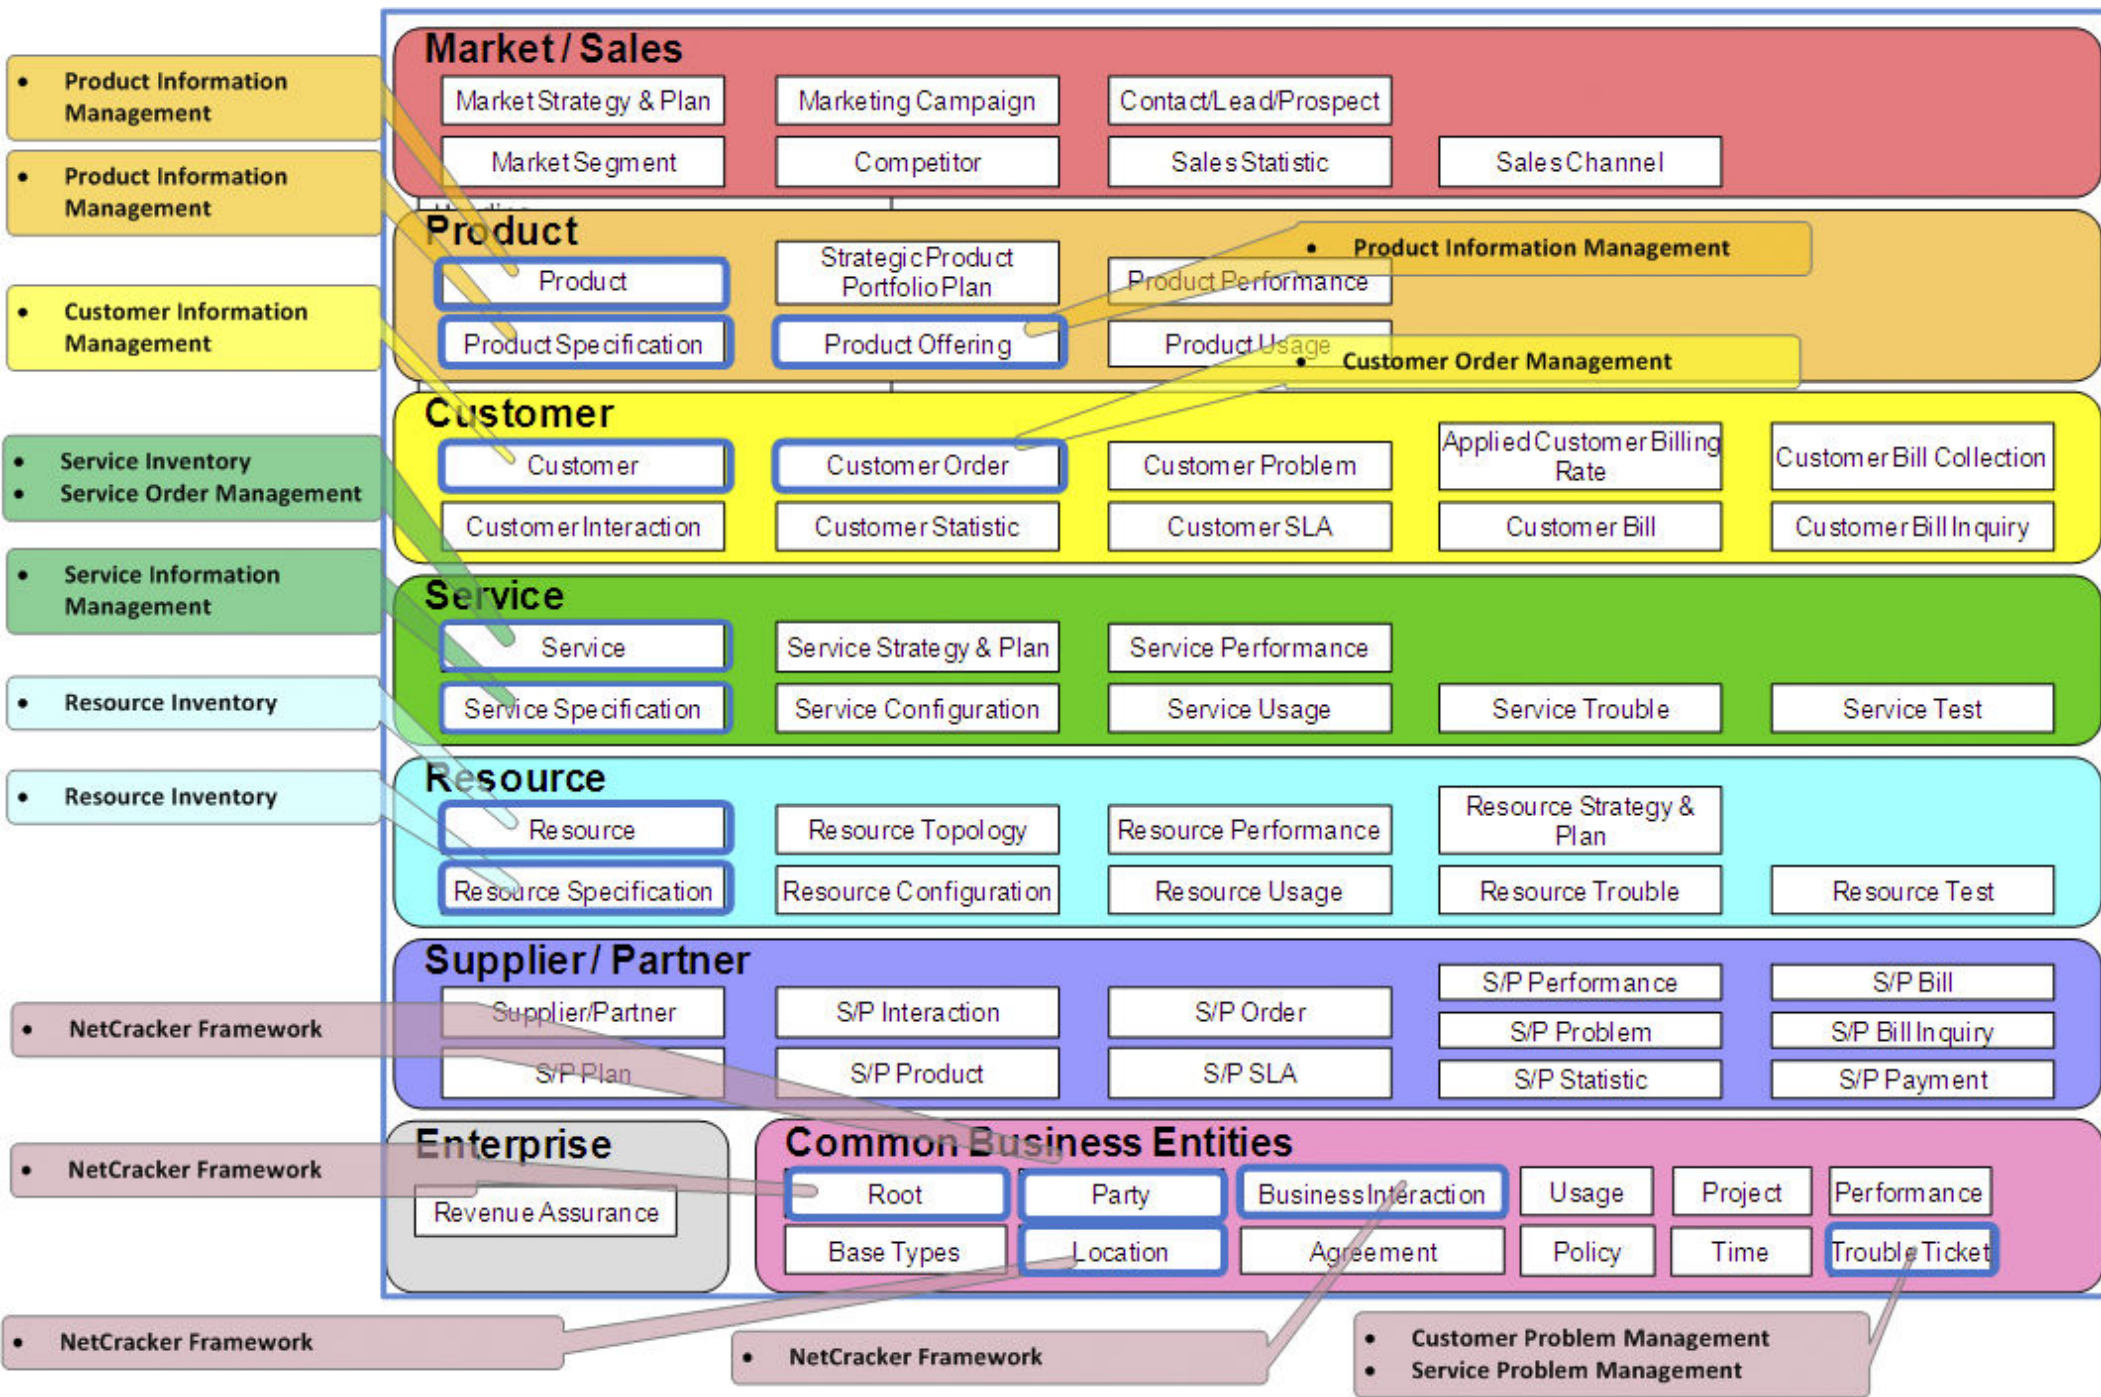 Market / Sales
Market Strategy & Plan
Marketing Campaign
Contact/Lead/Prospect
Market Segment
Competitor
Sales Statistic
Sales Channel
• Product Information
Management
• Product Information
Management
Product
• Product Information Management
Product
Strategic Product
Portfolio Plan
Product Performance
Product Specification
Product Offering
Product Usage
• Customer Order Management
• Customer Information
Management
Customer
Customer
Customer Order
Customer Problem
Applied Customer Billing
Rate
Customer Bill Collection
Customer Interaction
Customer Statistic
Customer SLA
Customer Bill
Customer Bill Inquiry
• Service Inventory
• Service Order Management
• Service Information
Management
Service
Service
Service Strategy & Plan
Service Performance
Service Specification
Service Configuration
Service Usage
Service Trouble
Service Test
• Resource Inventory
• Resource Inventory
Resource
Resource
Resource Topology
Resource Performance
Resource Strategy &
Plan
Resource Specification
Resource Configuration
Resource Usage
Resource Trouble
Resource Test
Supplier / Partner
Supplier/Partner
S/P Interaction
S/P Order
S/P Performance
S/P Bill
S/P Problem
S/P Bill Inquiry
S/P Plan
S/P Product
S/P SLA
S/P Statistic
S/P Payment
• NetCracker Framework
• NetCracker Framework
Enterprise
Revenue Assurance
Common Business Entities
Root
Party
Business Interaction
Usage
Project
Performance
Base Types
Location
Agreement
Policy
Time
Trouble Ticket
• NetCracker Framework
• NetCracker Framework
• Customer Problem Management
• Service Problem Management